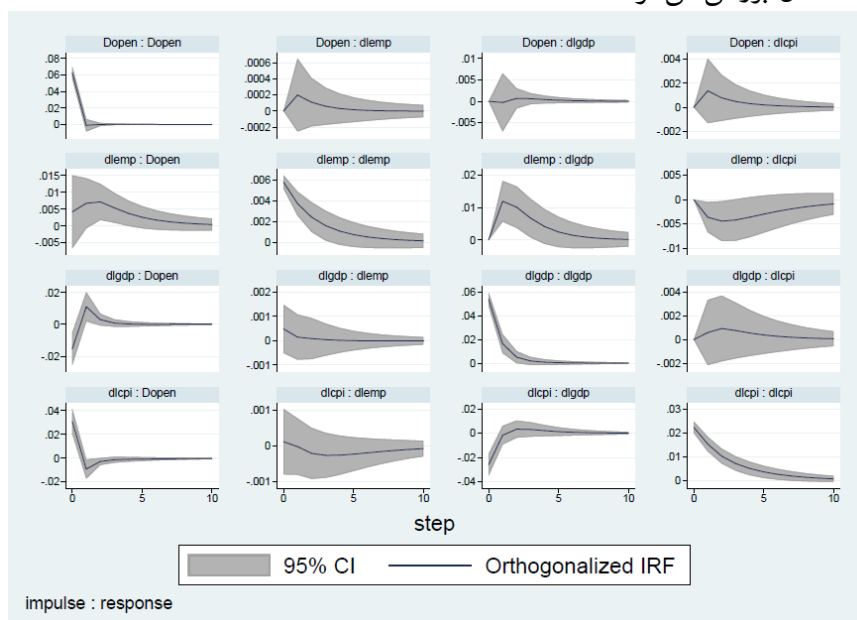 Dopen : Dopen
Dopen : dlemp
Dopen : dlgdp
Dopen : dlcpi
.08
.06
.04
.02
0
.0006
.0004
.0002
0
-.0002
.01
.005
0
-.005
.004
.002
0
-.002
dlemp : Dopen
dlemp : dlemp
dlemp : dlgdp
dlemp : dlcpi
.015
.01
.005
0
-.005
.006
.004
.002
0
.02
.01
0
.005
0
-.005
-.01
dlgdp : Dopen
dlgdp : dlemp
dlgdp : dlgdp
dlgdp : dlcpi
.02
0
-.02
.002
.001
0
-.001
.06
.04
.02
0
.004
.002
0
-.002
dlcpi : Dopen
dlcpi : dlemp
dlcpi : dlgdp
dlcpi : dlcpi
.04
.02
0
-.02
.001
0
-.001
.02
0
-.02
-.04
.03
.02
.01
0
0 5 10
0 5 10
0 5 10
0 5 10
step
95% CI
Orthogonalized IRF
impulse : response